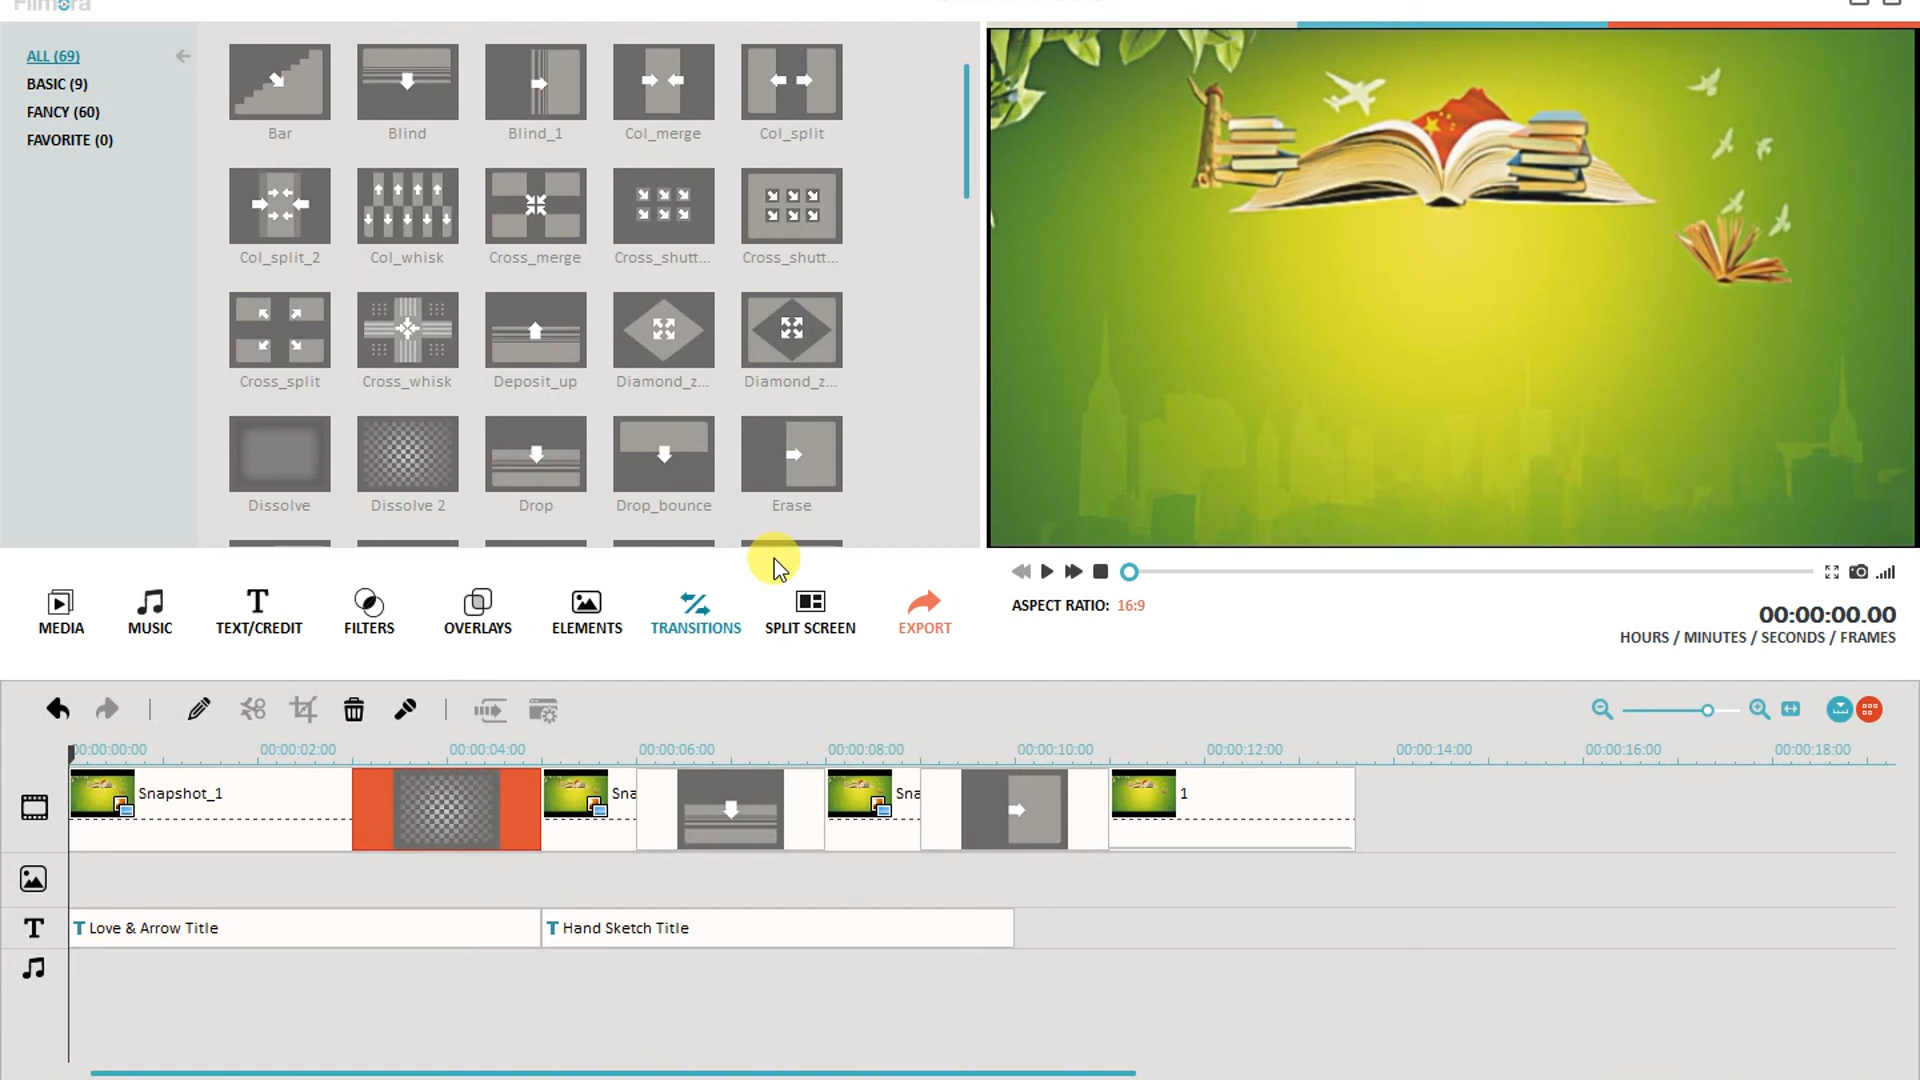 Filmora
ALL (69)
BASIC (9)
FANCY (60)
FAVORITE (0)
Bar
Blind
Blind_1
Col_merge
Col_split
Col_split_2
Col_whisk
Cross_merge
Cross_shutt...
Cross_shutt...
Cross_split
Cross_whisk
Deposit_up
Diamond_z...
Diamond_z...
Dissolve
Dissolve 2
Drop
Drop_bounce
Erase
MEDIA
MUSIC
TEXT/CREDIT
FILTERS
OVERLAYS
ELEMENTS
TRANSITIONS
SPLIT SCREEN
EXPORT
ASPECT RATIO: 16:9
00:00:00.00
HOURS / MINUTES / SECONDS / FRAMES
00:00:00:00
00:00:02:00
00:00:04:00
00:00:06:00
00:00:08:00
00:00:10:00
00:00:12:00
00:00:14:00
00:00:16:00
00:00:18:00
Snapshot_1
Sna
Sna
1
T Love & Arrow Title
T Hand Sketch Title